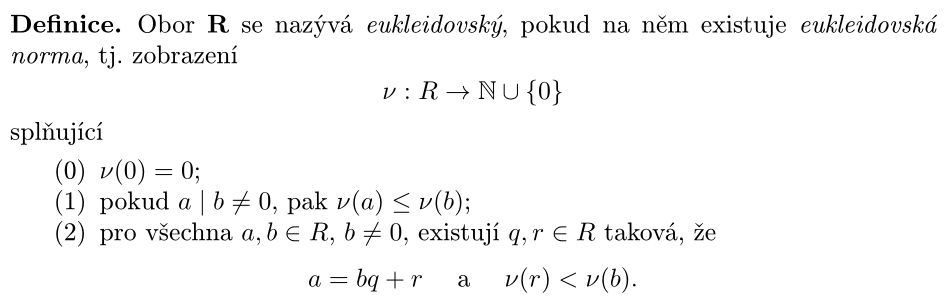 Definice. Obor R se nazývá eukleidovský, pokud na něm existuje eukleidovská
norma, tj. zobrazení
ν : R → ℕ ∪ {0}
splňující
(0) ν(0) = 0;
(1) pokud a | b ≠ 0, pak ν(a) ≤ ν(b);
(2) pro všechna a, b ∈ R, b ≠ 0, existují q, r ∈ R taková, že
a = bq + r a ν(r) < ν(b).